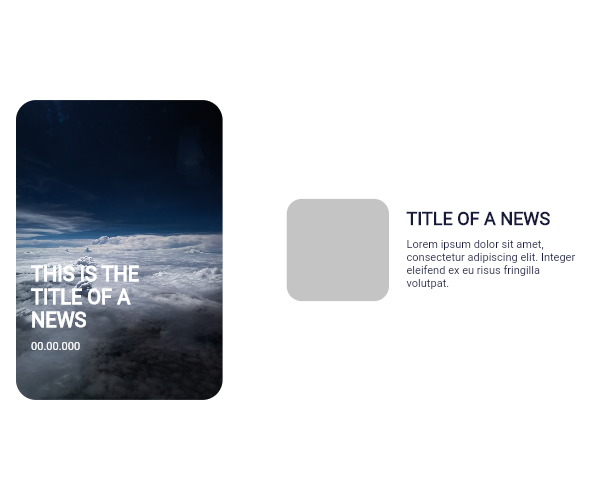 THIS IS THE
TITLE OF A
NEWS
00.00.000
TITLE OF A NEWS
Lorem ipsum dolor sit amet,
consectetur adipiscing elit. Integer
eleifend ex eu risus fringilla
volutpat.